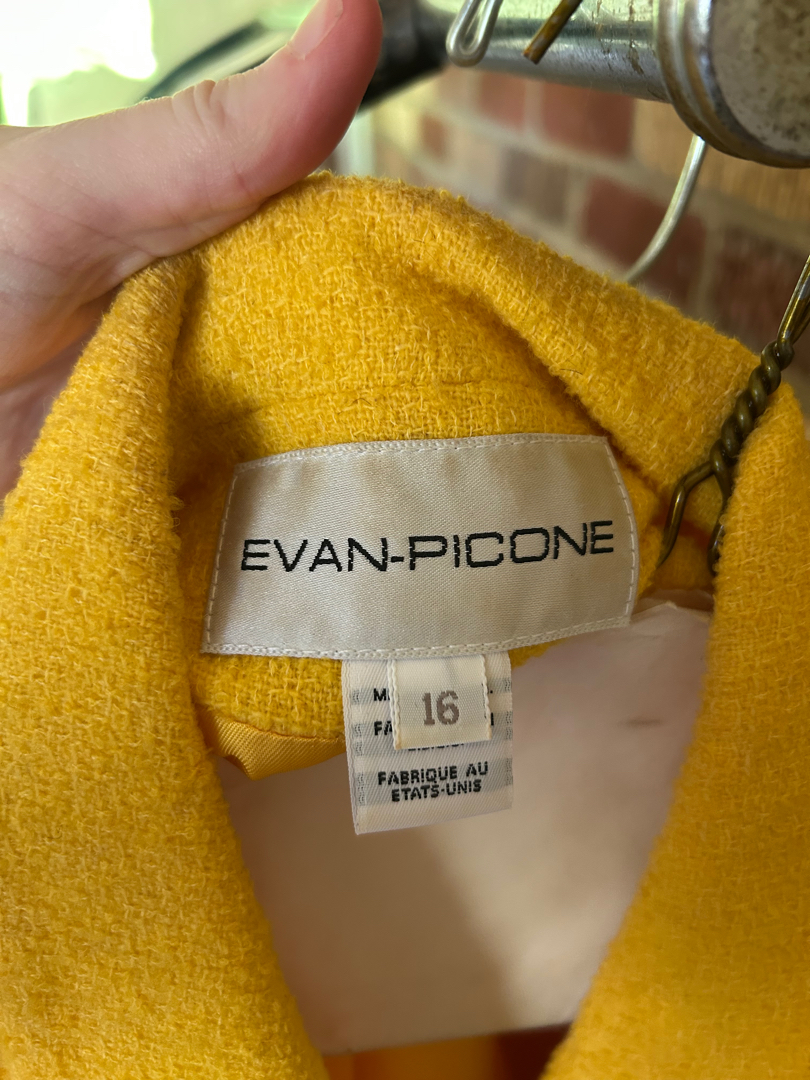 EVAN-PICONE
16
FABRIQUE AU
ETATS-UNIS